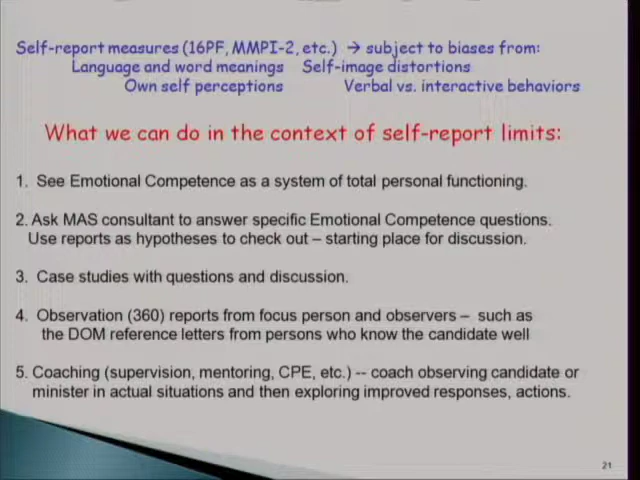 Self-report measures (16PF, MMPI-2, etc.) → subject to biases from:
Language and word meanings Self-image distortions
Own self perceptions Verbal vs. interactive behaviors
What we can do in the context of self-report limits:
1. See Emotional Competence as a system of total personal functioning.
2. Ask MAS consultant to answer specific Emotional Competence questions.
Use reports as hypotheses to check out – starting place for discussion.
3. Case studies with questions and discussion.
4. Observation (360) reports from focus person and observers – such as
the DOM reference letters from persons who know the candidate well
5. Coaching (supervision, mentoring, CPE, etc.) -- coach observing candidate or
minister in actual situations and then exploring improved responses, actions.
21